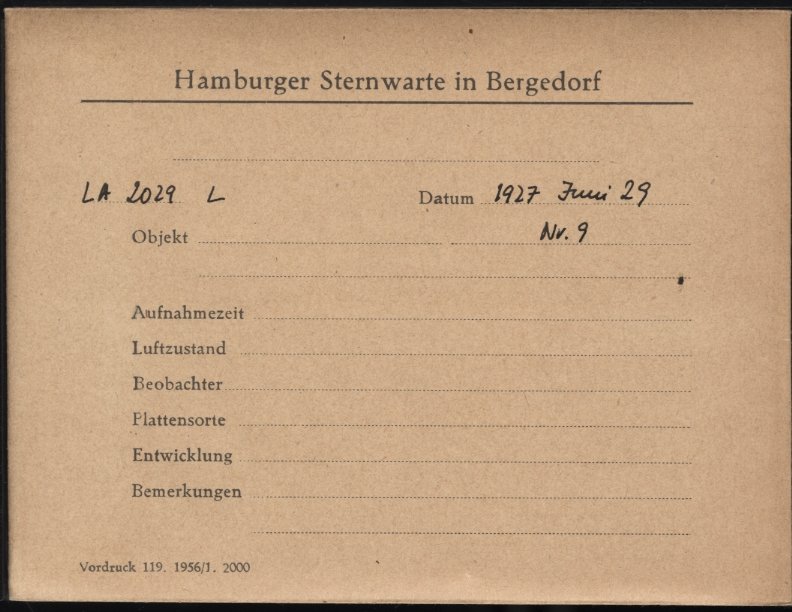 Hamburger Sternwarte in Bergedorf
LA 2029 L Datum 1927 Juni 29
Objekt Nr. 9
Aufnahmezeit
Luftzustand
Beobachter
Plattensorte
Entwicklung
Bemerkungen
Vordruck 119. 1956/1. 2000